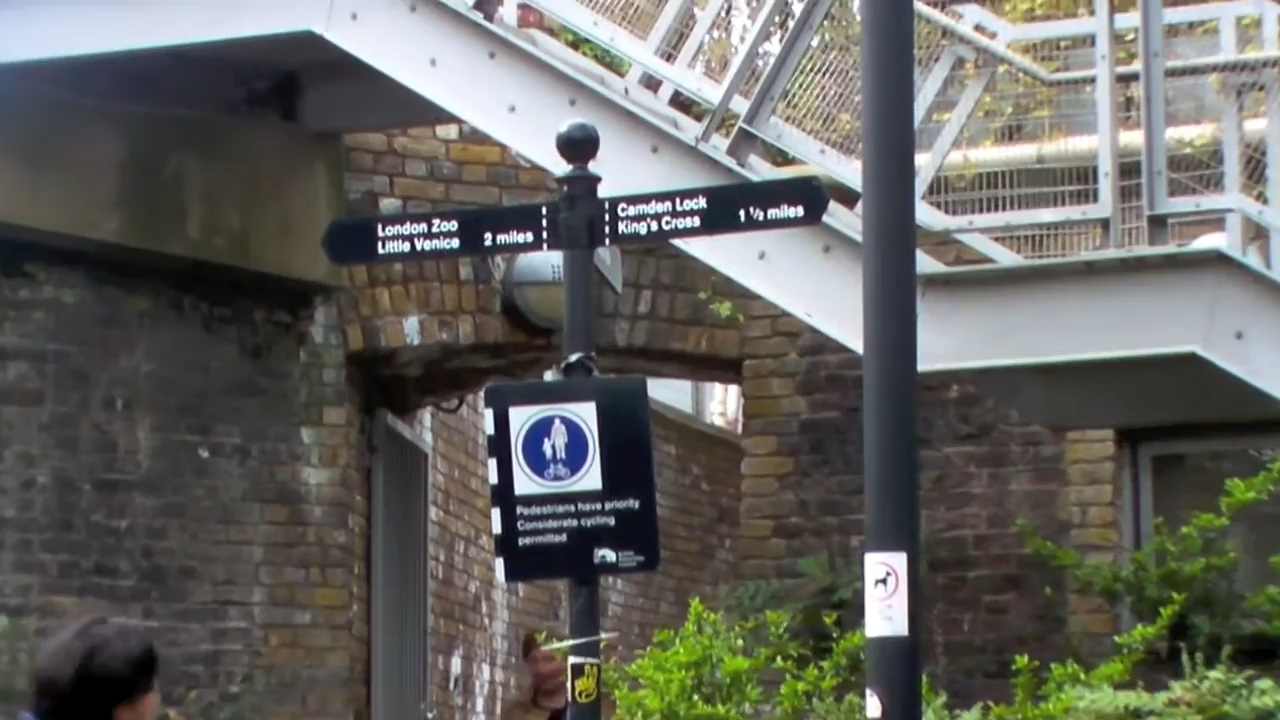 London Zoo
Little Venice 2 miles
Camden Lock
King's Cross 1 ½ miles
Pedestrians have priority
Considerate cycling
permitted